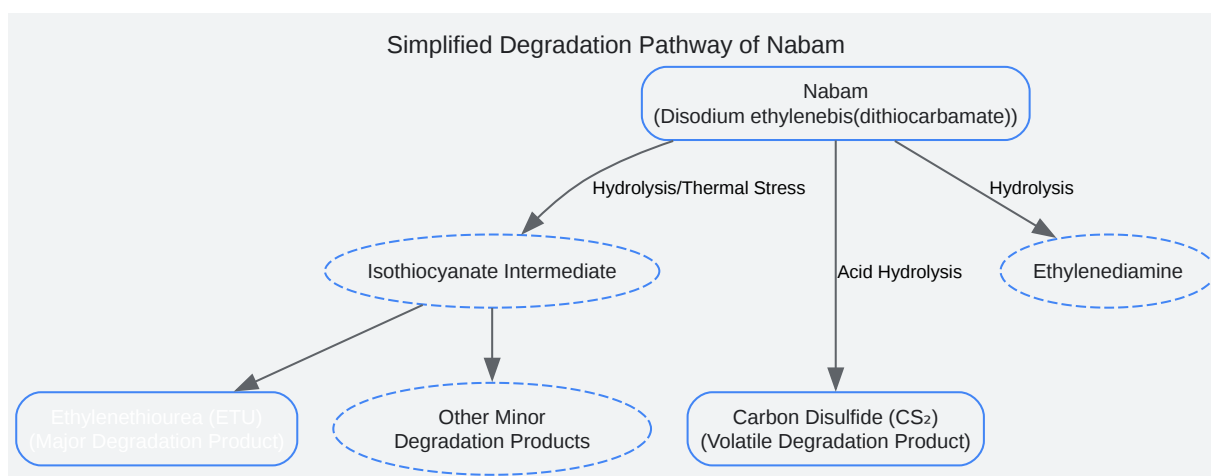 Simplified Degradation Pathway of Nabam
Nabam
(Disodium ethylenebis(dithiocarbamate))
Hydrolysis/Thermal Stress
Hydrolysis
Isothiocyanate Intermediate
Acid Hydrolysis
Ethylenediamine
Ethylenethiourea (ETU)
(Major Degradation Product)
Other Minor
Degradation Products
Carbon Disulfide (CS₂)
(Volatile Degradation Product)